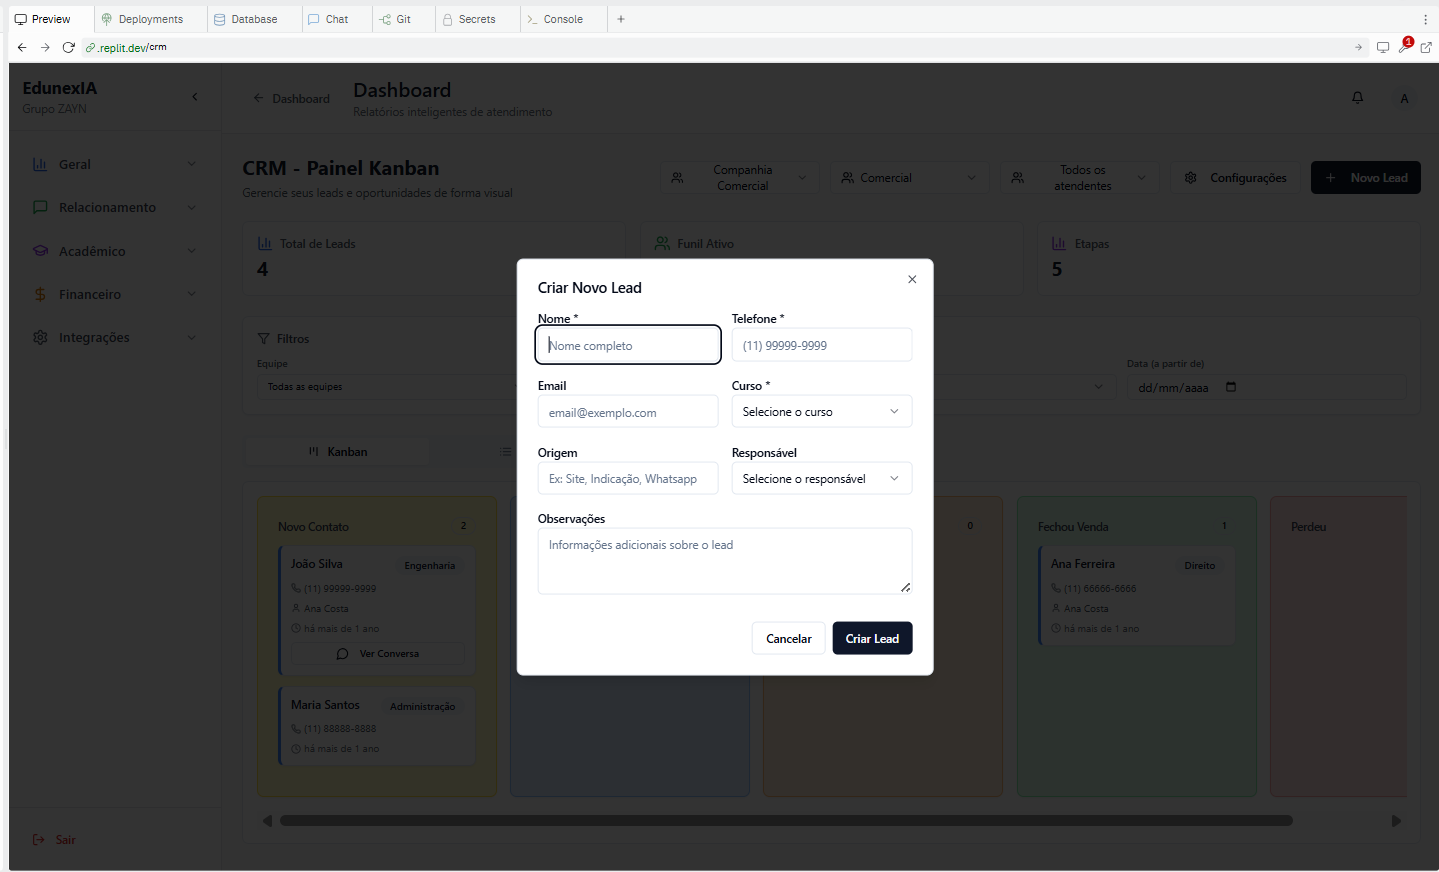 Preview
Deployments
Database
Chat
Git
Secrets
Console
.replit.dev/crm
1
EdunexIA
Grupo ZAYN
Dashboard
Dashboard
Relatórios inteligentes de atendimento
A
Geral
Relacionamento
Acadêmico
Financeiro
Integrações
Sair
CRM - Painel Kanban
Gerencie seus leads e oportunidades de forma visual
Companhia
Comercial
Comercial
Todos os
atendentes
Configurações
Novo Lead
Total de Leads
4
Funil Ativo
Etapas
5
Filtros
Equipe
Todas as equipes
Data (a partir de)
dd/mm/aaaa
Kanban
Novo Contato
2
João Silva
Engenharia
(11) 99999-9999
Ana Costa
há mais de 1 ano
Ver Conversa
Maria Santos
Administração
(11) 88888-8888
há mais de 1 ano
0
Fechou Venda
1
Ana Ferreira
Direito
(11) 66666-6666
Ana Costa
há mais de 1 ano
Perdeu
Criar Novo Lead
Nome *
Nome completo
Telefone *
(11) 99999-9999
Email
email@exemplo.com
Curso *
Selecione o curso
Origem
Ex: Site, Indicação, Whatsapp
Responsável
Selecione o responsável
Observações
Informações adicionais sobre o lead
Cancelar
Criar Lead